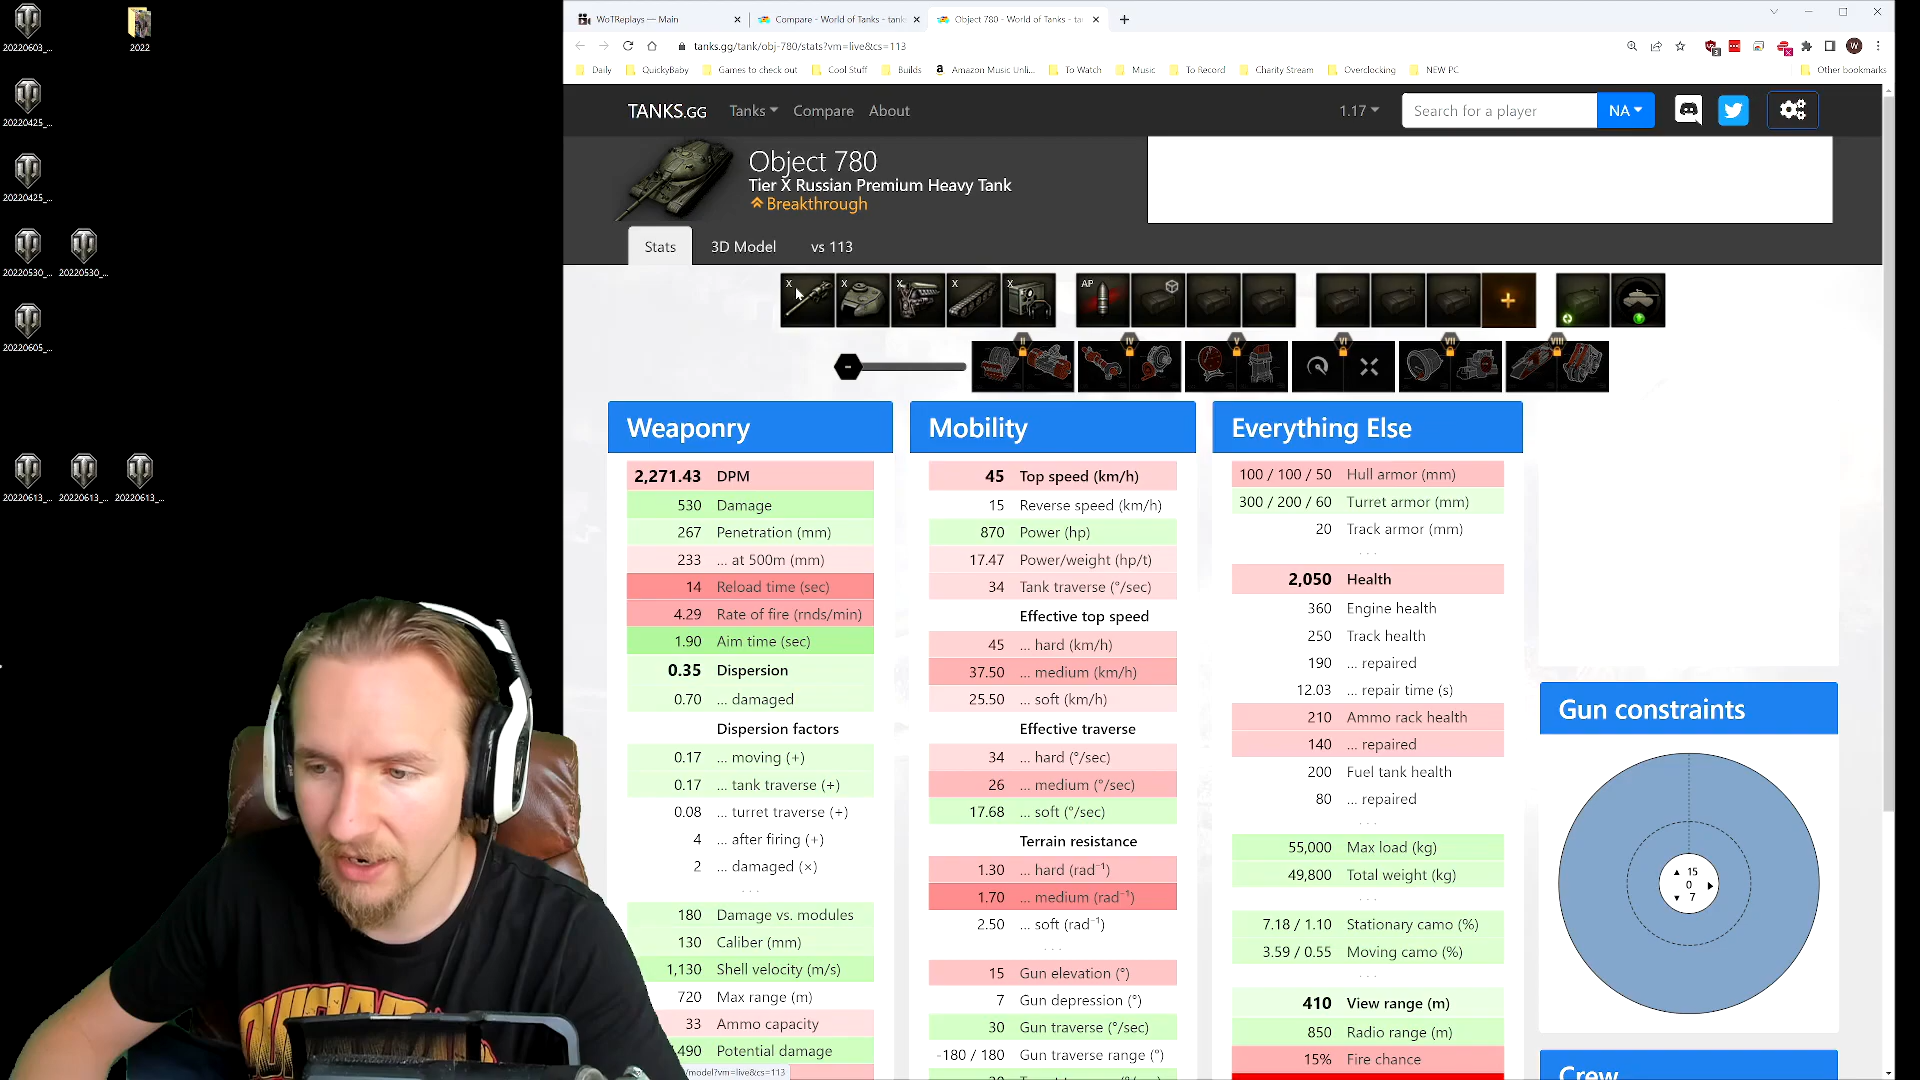 20220603_...
2022
20220425_...
20220425_...
20220530_...
20220530_...
20220605_...
20220613_...
20220613_...
20220613_...
WoTReplays — Main
Compare - World of Tanks - tank
Object 780 - World of Tanks - ta
tanks.gg/tank/obj-780/stats?vm=live&cs=113
W
Daily
QuickyBaby
Games to check out
Cool Stuff
Builds
Amazon Music Unli...
To Watch
Music
To Record
Charity Stream
Overclocking
NEW PC
Other bookmarks
TANKS.GG
Tanks
Compare
About
1.17
Search for a player
NA
Object 780
Tier X Russian Premium Heavy Tank
Breakthrough
Stats
3D Model
vs 113
X
X
X
X
X
AP
II
IV
V
VI
VII
VIII
Weaponry
2,271.43 DPM
530 Damage
267 Penetration (mm)
233 ... at 500m (mm)
14 Reload time (sec)
4.29 Rate of fire (rnds/min)
1.90 Aim time (sec)
0.35 Dispersion
0.70 ... damaged
Dispersion factors
0.17 ... moving (+)
0.17 ... tank traverse (+)
0.08 ... turret traverse (+)
4 ... after firing (+)
2 ... damaged (×)
...
180 Damage vs. modules
130 Caliber (mm)
1,130 Shell velocity (m/s)
720 Max range (m)
33 Ammo capacity
490 Potential damage
/model?vm=live&cs=113
Mobility
45 Top speed (km/h)
15 Reverse speed (km/h)
870 Power (hp)
17.47 Power/weight (hp/t)
34 Tank traverse (°/sec)
Effective top speed
45 ... hard (km/h)
37.50 ... medium (km/h)
25.50 ... soft (km/h)
Effective traverse
34 ... hard (°/sec)
26 ... medium (°/sec)
17.68 ... soft (°/sec)
Terrain resistance
1.30 ... hard (rad⁻¹)
1.70 ... medium (rad⁻¹)
2.50 ... soft (rad⁻¹)
...
15 Gun elevation (°)
7 Gun depression (°)
30 Gun traverse (°/sec)
-180 / 180 Gun traverse range (°)
Everything Else
100 / 100 / 50 Hull armor (mm)
300 / 200 / 60 Turret armor (mm)
20 Track armor (mm)
...
2,050 Health
360 Engine health
250 Track health
190 ... repaired
12.03 ... repair time (s)
210 Ammo rack health
140 ... repaired
200 Fuel tank health
80 ... repaired
...
55,000 Max load (kg)
49,800 Total weight (kg)
...
7.18 / 1.10 Stationary camo (%)
3.59 / 0.55 Moving camo (%)
...
410 View range (m)
850 Radio range (m)
15% Fire chance
Gun constraints
15
0
7
Crew